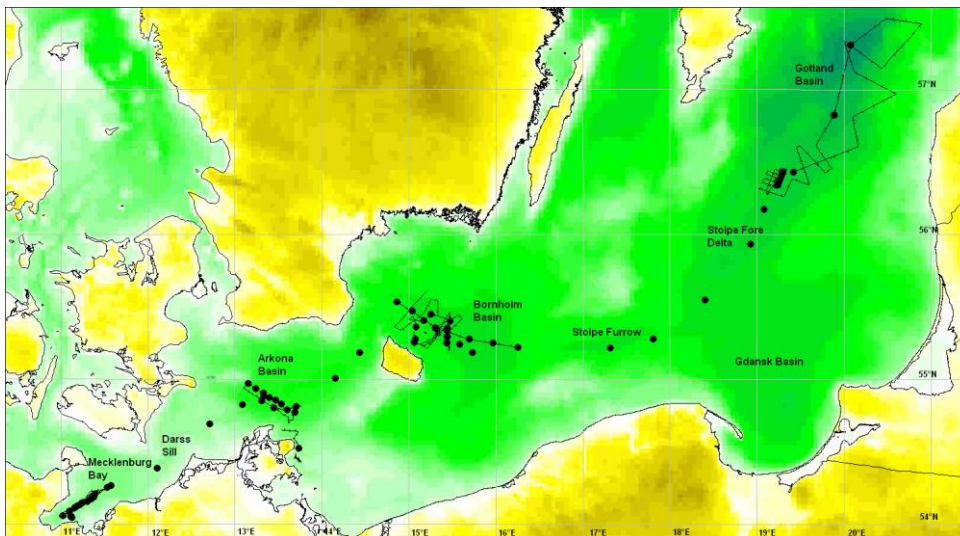 Gotland
Basin
57°N
Stolpe Fore
Delta
56°N
Bornholm
Basin
Stolpe Furrow
Arkona
Basin
Gdansk Basin
55°N
Darss
Sill
Mecklenburg
Bay
11°E
12°E
13°E
14°E
15°E
16°E
17°E
18°E
19°E
20°E
54°N